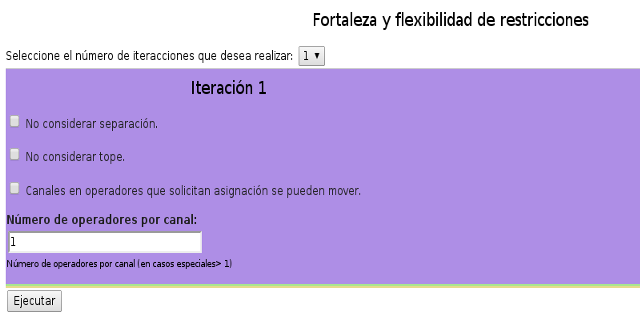 Fortaleza y flexibilidad de restricciones
Seleccione el número de iteracciones que desea realizar: 1
Iteración 1
No considerar separación.
No considerar tope.
Canales en operadores que solicitan asignación se pueden mover.
Número de operadores por canal:
1
Número de operadores por canal (en casos especiales> 1)
Ejecutar